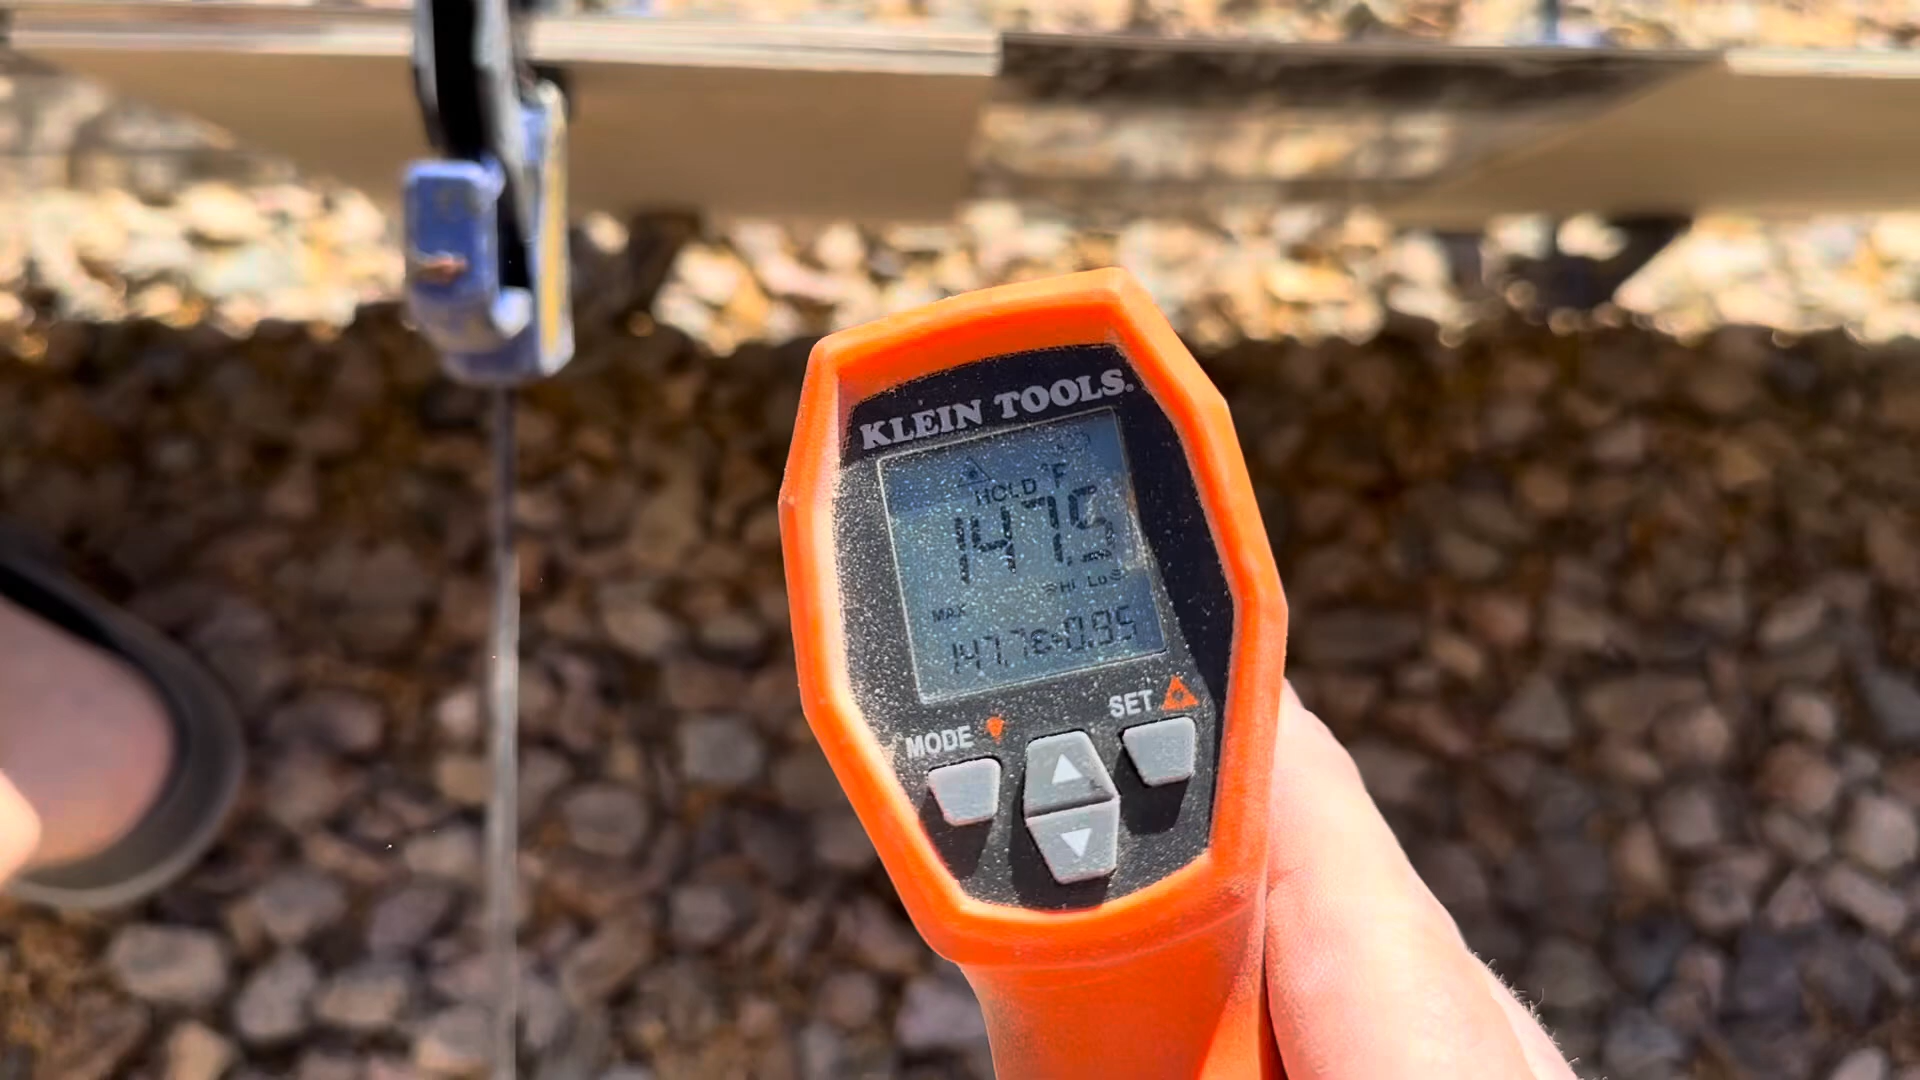 KLEIN TOOLS®
HOLD °F
147.5
HI LO
MAX
147.7 ε=0.95
SET
MODE